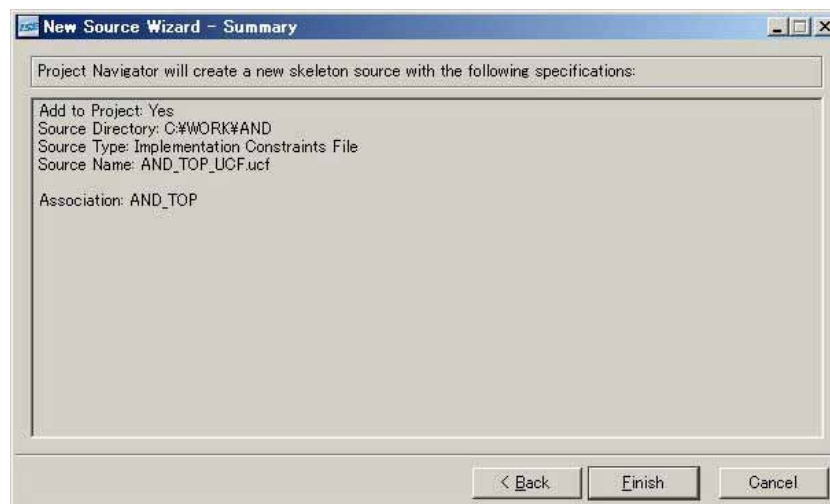 ISE New Source Wizard - Summary
Project Navigator will create a new skeleton source with the following specifications:
Add to Project: Yes
Source Directory: C:¥WORK¥AND
Source Type: Implementation Constraints File
Source Name: AND_TOP_UCF.ucf
Association: AND_TOP
< Back
Finish
Cancel